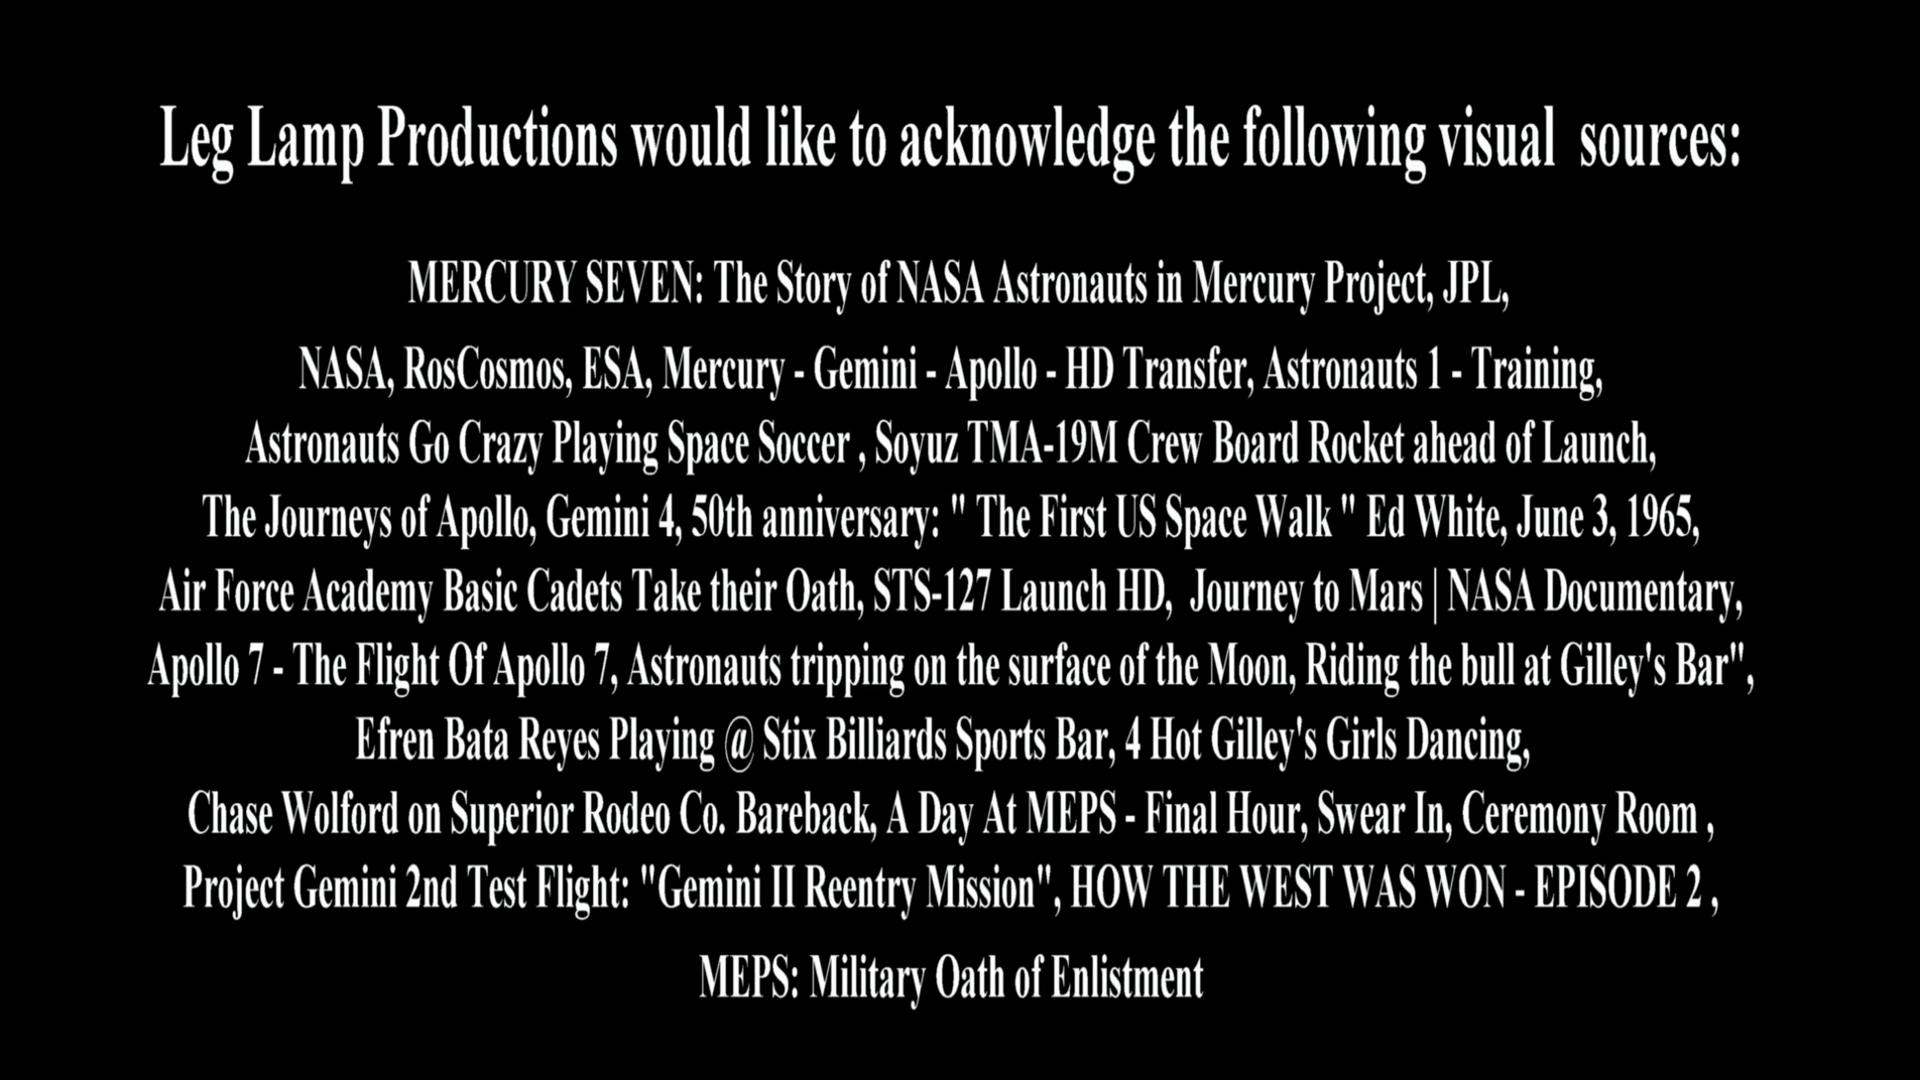 Leg Lamp Productions would like to acknowledge the following visual  sources:
MERCURY SEVEN: The Story of NASA Astronauts in Mercury Project, JPL,
NASA, RosCosmos, ESA, Mercury - Gemini - Apollo - HD Transfer, Astronauts 1 - Training,
Astronauts Go Crazy Playing Space Soccer , Soyuz TMA-19M Crew Board Rocket ahead of Launch,
The Journeys of Apollo, Gemini 4, 50th anniversary: " The First US Space Walk " Ed White, June 3, 1965,
Air Force Academy Basic Cadets Take their Oath, STS-127 Launch HD,  Journey to Mars | NASA Documentary,
Apollo 7 - The Flight Of Apollo 7, Astronauts tripping on the surface of the Moon, Riding the bull at Gilley's Bar",
Efren Bata Reyes Playing @ Stix Billiards Sports Bar, 4 Hot Gilley's Girls Dancing,
Chase Wolford on Superior Rodeo Co. Bareback, A Day At MEPS - Final Hour, Swear In, Ceremony Room ,
Project Gemini 2nd Test Flight: "Gemini II Reentry Mission", HOW THE WEST WAS WON - EPISODE 2 ,
MEPS: Military Oath of Enlistment